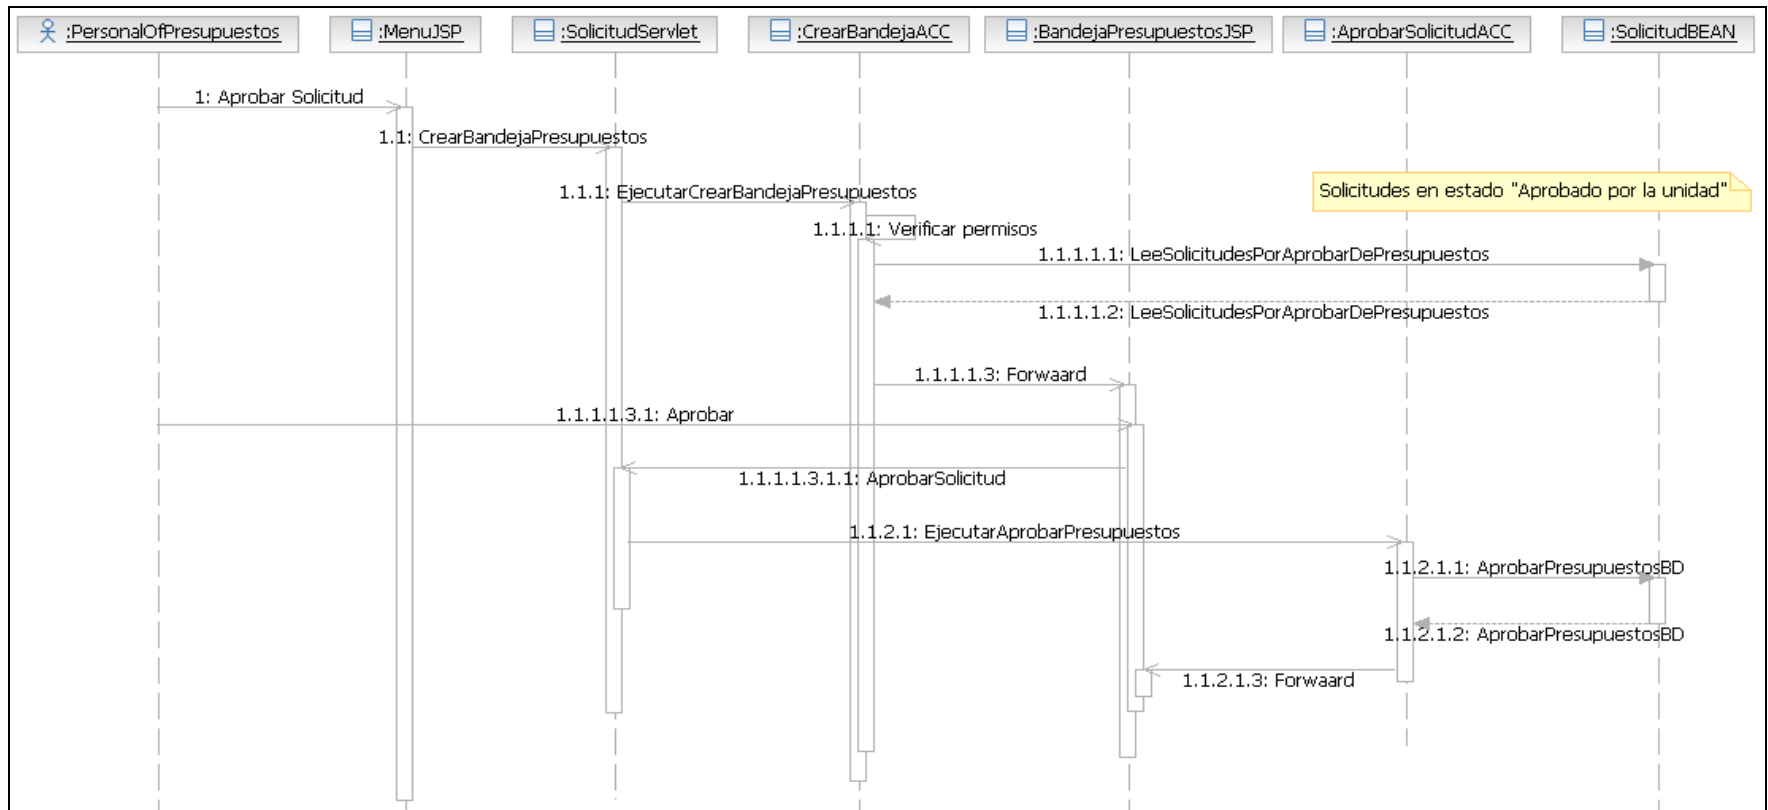 :PersonalOfPresupuestos
:MenuJSP
:SolicitudServlet
:CrearBandejaACC
:BandejaPresupuestosJSP
:AprobarSolicitudACC
:SolicitudBEAN
1: Aprobar Solicitud
1.1: CrearBandejaPresupuestos
1.1.1: EjecutarCrearBandejaPresupuestos
Solicitudes en estado "Aprobado por la unidad"
1.1.1.1: Verificar permisos
1.1.1.1.1: LeeSolicitudesPorAprobarDePresupuestos
1.1.1.1.2: LeeSolicitudesPorAprobarDePresupuestos
1.1.1.1.3: Forwaard
1.1.1.1.3.1: Aprobar
1.1.1.1.3.1.1: AprobarSolicitud
1.1.2.1: EjecutarAprobarPresupuestos
1.1.2.1.1: AprobarPresupuestosBD
1.1.2.1.2: AprobarPresupuestosBD
1.1.2.1.3: Forwaard